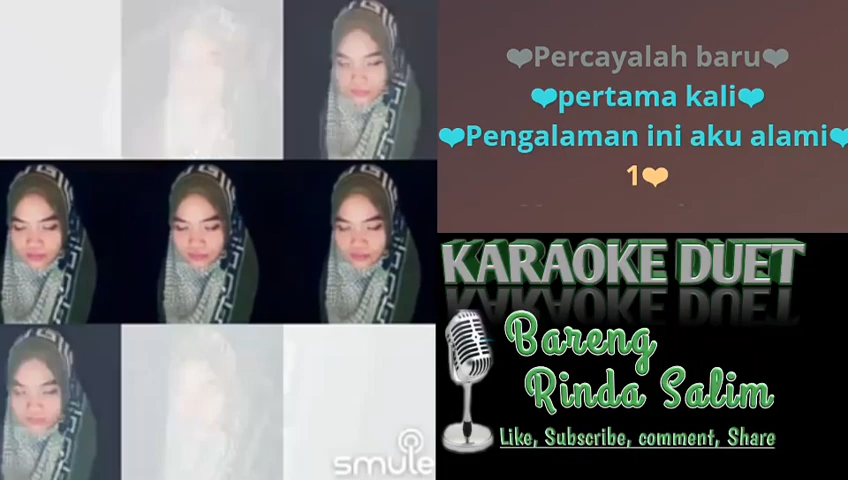 ❤Percayalah baru❤
❤pertama kali❤
❤Pengalaman ini aku alami❤
1❤
KARAOKE DUET
Bareng
Rinda Salim
Like, Subscribe, comment, Share
smule